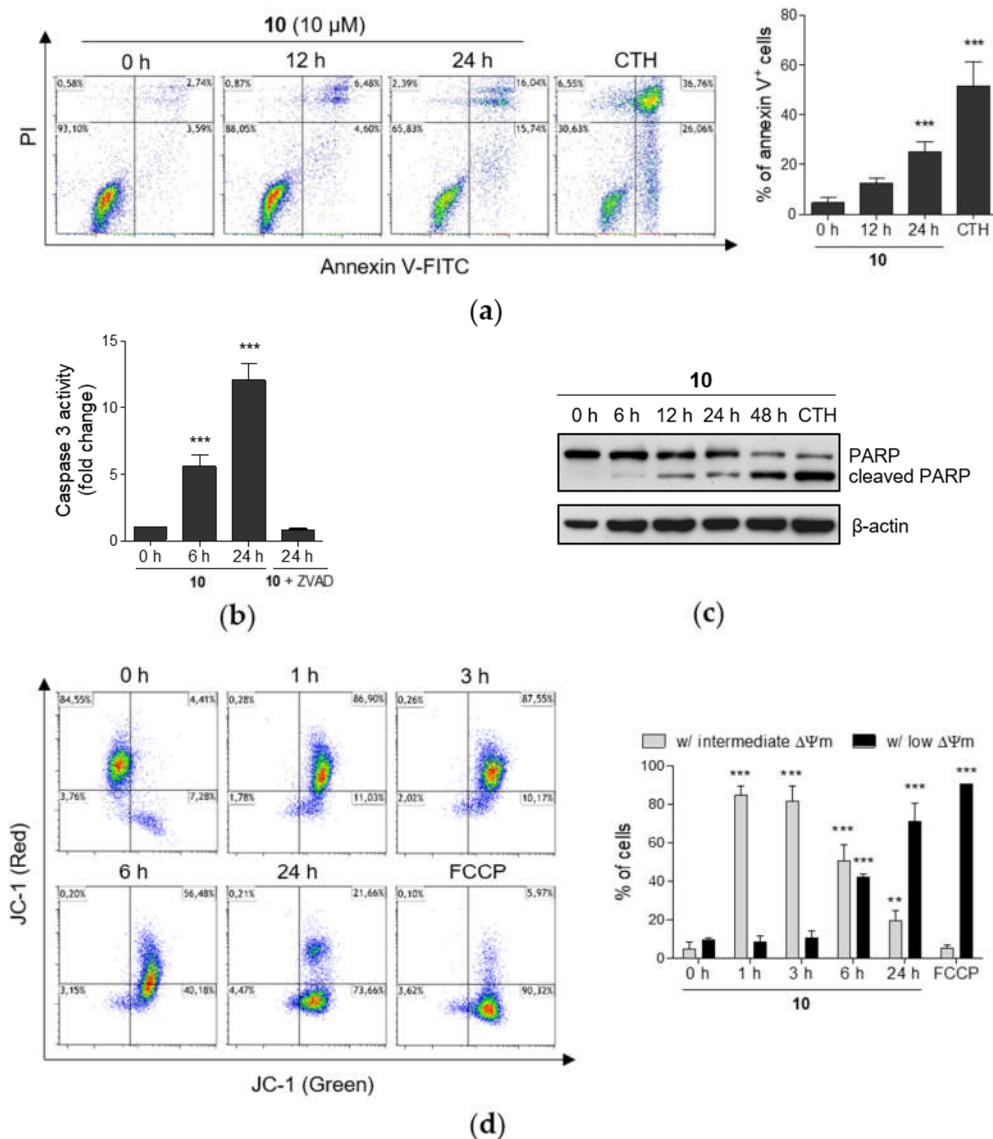 10 (10 µM)
0 h 12 h 24 h CTH
0,58% 2,74% 0,87% 6,48% 2,39% 16,04% 6,55% 36,76%
93,10% 3,59% 88,05% 4,60% 65,83% 15,74% 30,63% 26,06%
PI
Annexin V-FITC
% of annexin V+ cells
80
60
40
20
0
*** ***
0 h 12 h 24 h CTH
10
(a)
Caspase 3 activity
(fold change)
15
10
5
0
*** ***
0 h 6 h 24 h 24 h
10 10 + ZVAD
(b)
10
0 h 6 h 12 h 24 h 48 h CTH
PARP
cleaved PARP
β-actin
(c)
0 h 1 h 3 h
84,55% 4,41% 0,28% 86,90% 0,26% 87,55%
3,76% 7,28% 1,78% 11,03% 2,02% 10,17%
6 h 24 h FCCP
0,20% 56,48% 0,21% 21,66% 0,10% 5,97%
3,15% 40,18% 4,47% 73,66% 3,62% 90,32%
JC-1 (Red)
JC-1 (Green)
w/ intermediate ΔΨm w/ low ΔΨm
% of cells
100
80
60
40
20
0
*** *** *** *** ** *** ***
0 h 1 h 3 h 6 h 24 h FCCP
10
(d)